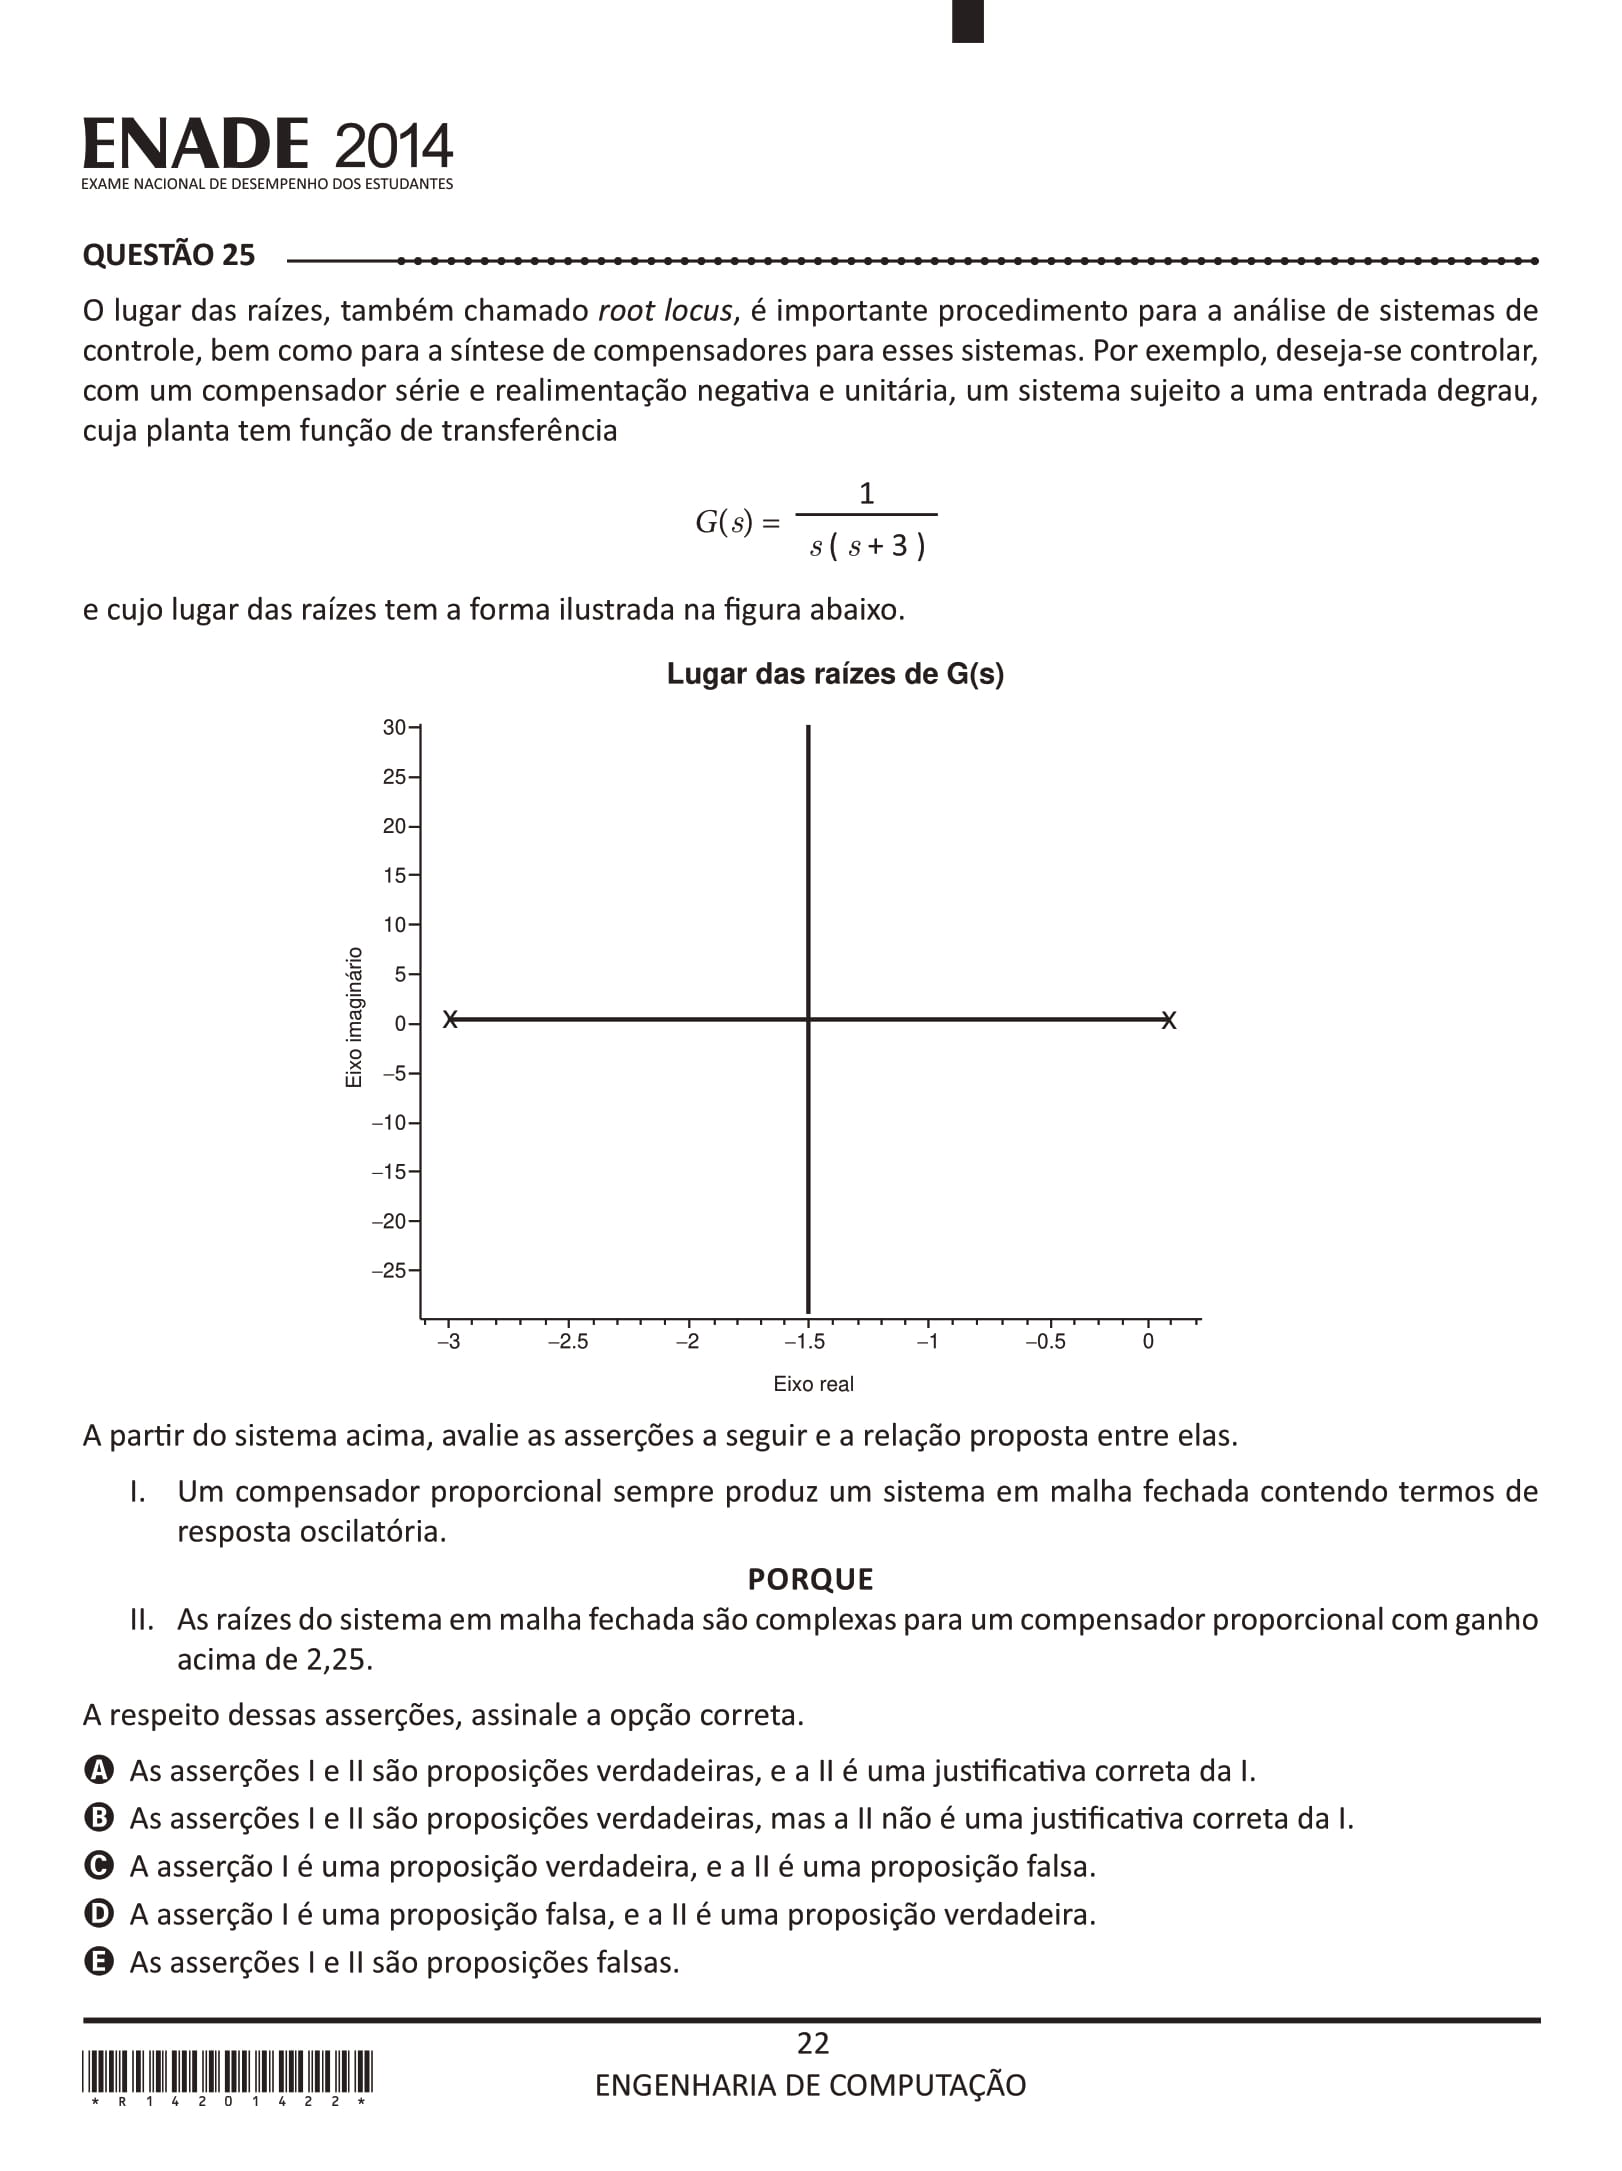 ENADE 2014
EXAME NACIONAL DE DESEMPENHO DOS ESTUDANTES
QUESTÃO 25
O lugar das raízes, também chamado root locus, é importante procedimento para a análise de sistemas de
controle, bem como para a síntese de compensadores para esses sistemas. Por exemplo, deseja-se controlar,
com um compensador série e realimentação negativa e unitária, um sistema sujeito a uma entrada degrau,
cuja planta tem função de transferência
1
G(s) =
s ( s + 3 )
e cujo lugar das raízes tem a forma ilustrada na figura abaixo.
Lugar das raízes de G(s)
30
25
20
15
10
5
0
–5
–10
–15
–20
–25
Eixo imaginário
X
X
–3 –2.5 –2 –1.5 –1 –0.5 0
Eixo real
A partir do sistema acima, avalie as asserções a seguir e a relação proposta entre elas.
I. Um compensador proporcional sempre produz um sistema em malha fechada contendo termos de
resposta oscilatória.
PORQUE
II. As raízes do sistema em malha fechada são complexas para um compensador proporcional com ganho
acima de 2,25.
A respeito dessas asserções, assinale a opção correta.
A As asserções I e II são proposições verdadeiras, e a II é uma justificativa correta da I.
B As asserções I e II são proposições verdadeiras, mas a II não é uma justificativa correta da I.
C A asserção I é uma proposição verdadeira, e a II é uma proposição falsa.
D A asserção I é uma proposição falsa, e a II é uma proposição verdadeira.
E As asserções I e II são proposições falsas.
22
ENGENHARIA DE COMPUTAÇÃO
* R 1 4 2 0 1 4 2 2 *